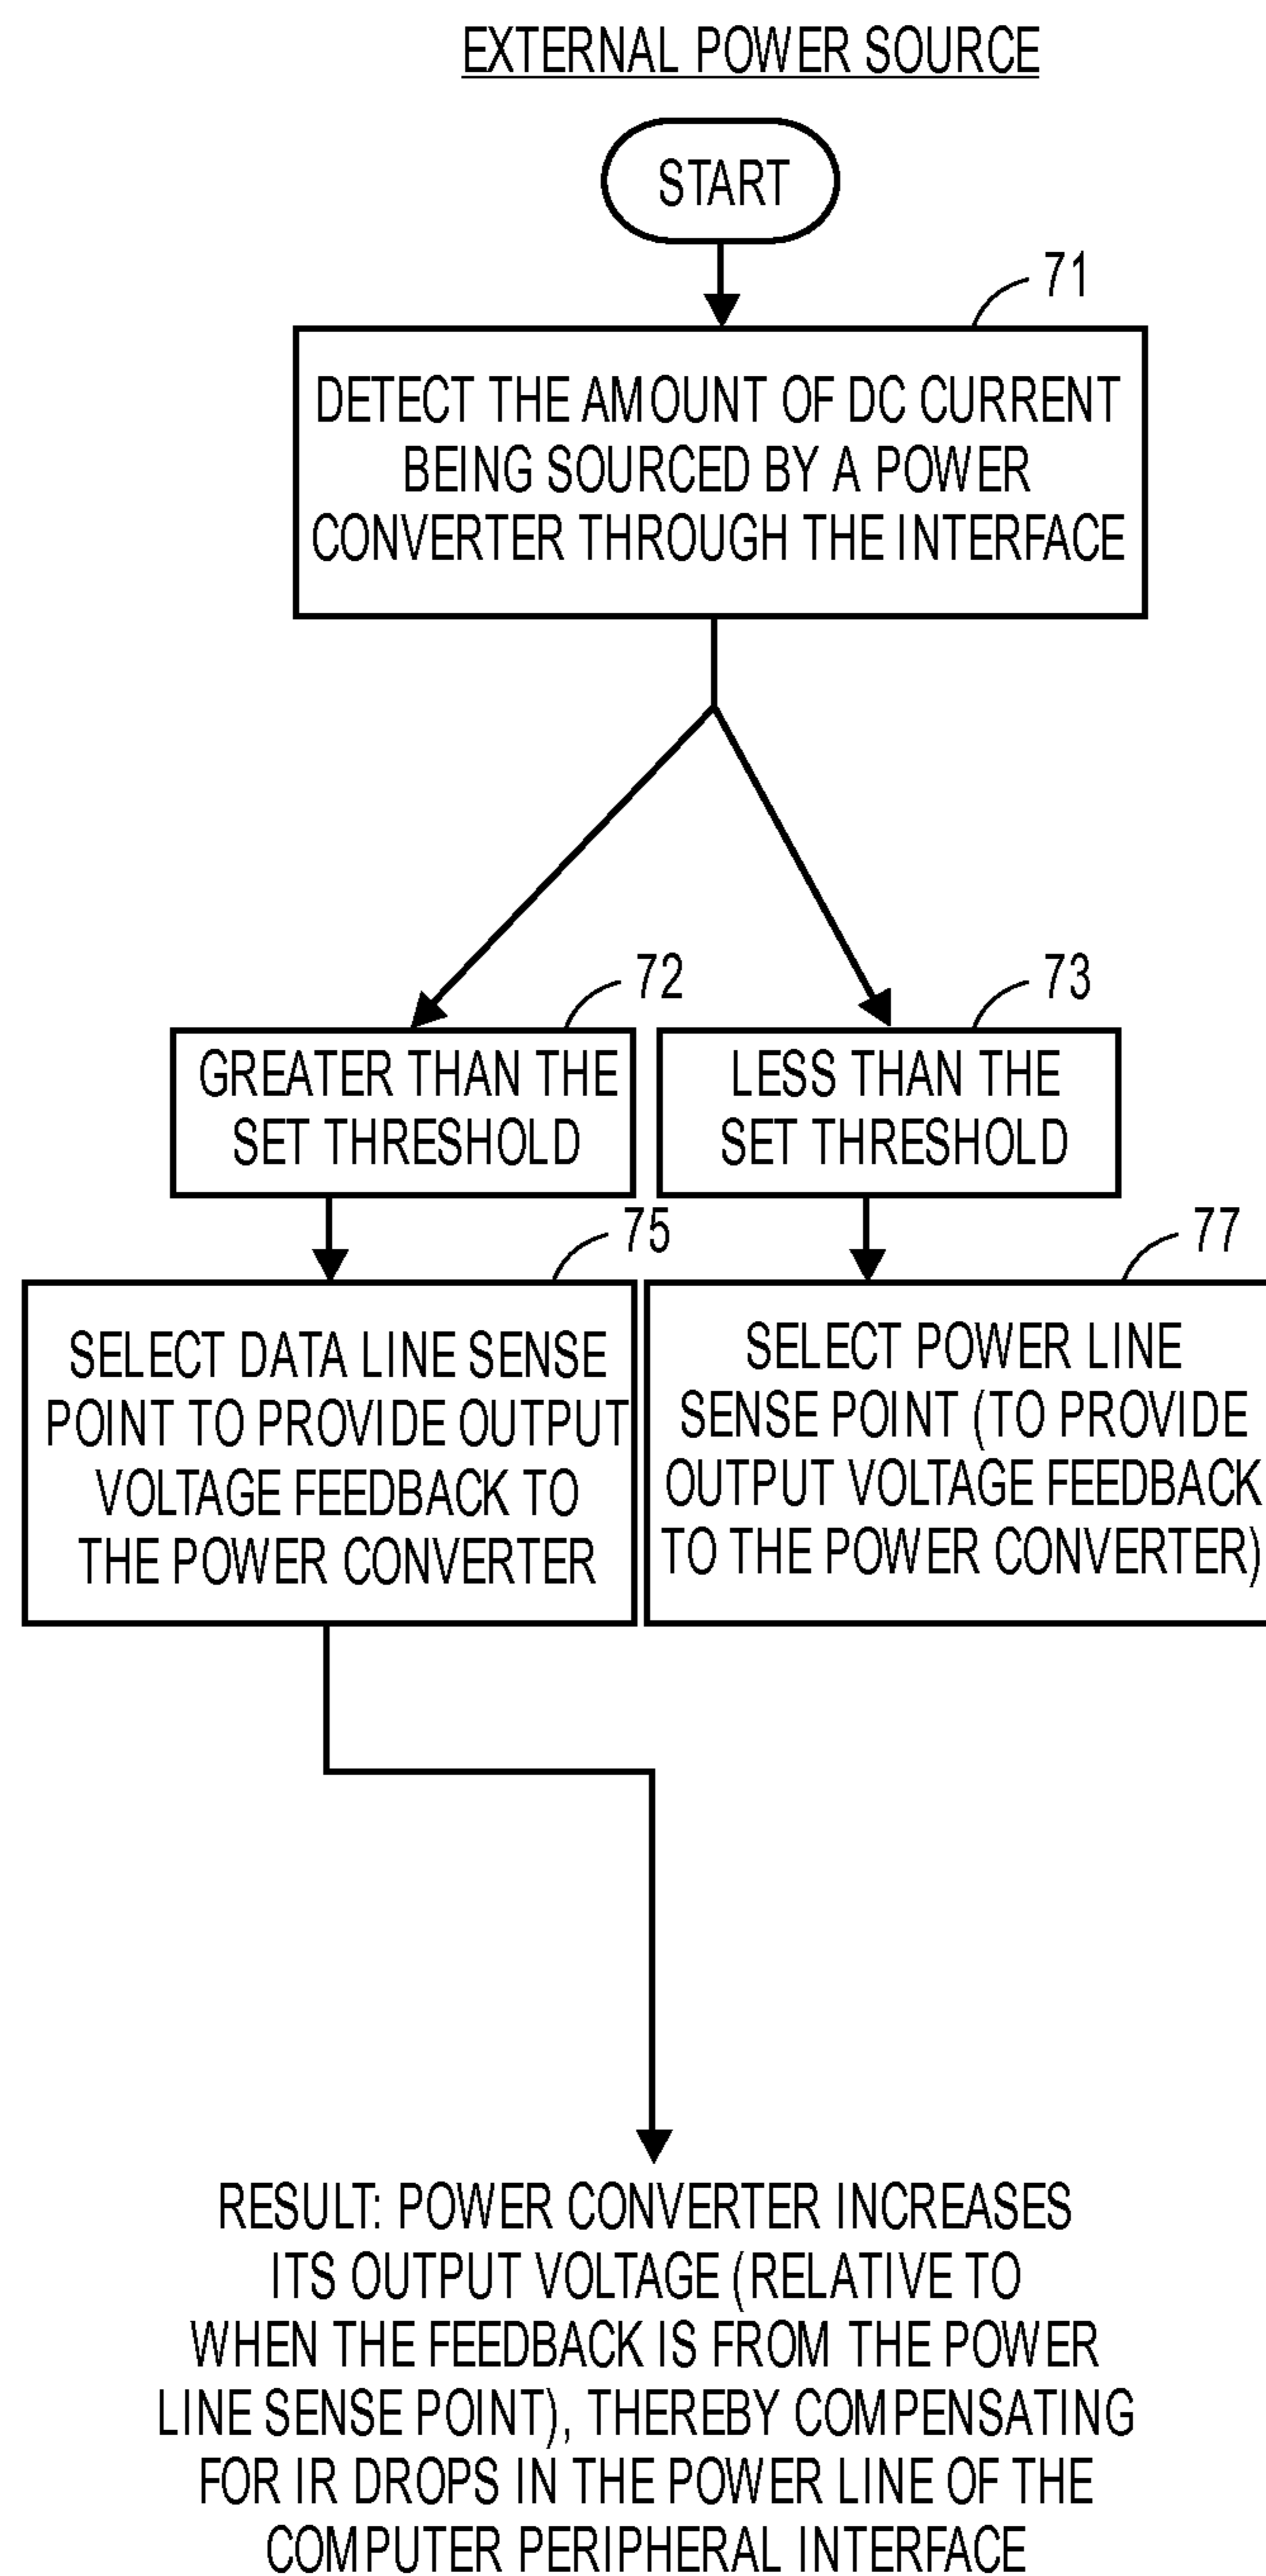 EXTERNAL POWER SOURCE
START
71
DETECT THE AMOUNT OF DC CURRENT
BEING SOURCED BY A POWER
CONVERTER THROUGH THE INTERFACE
72
GREATER THAN THE
SET THRESHOLD
73
LESS THAN THE
SET THRESHOLD
75
SELECT DATA LINE SENSE
POINT TO PROVIDE OUTPUT
VOLTAGE FEEDBACK TO
THE POWER CONVERTER
77
SELECT POWER LINE
SENSE POINT (TO PROVIDE
OUTPUT VOLTAGE FEEDBACK
TO THE POWER CONVERTER)
RESULT: POWER CONVERTER INCREASES
ITS OUTPUT VOLTAGE (RELATIVE TO
WHEN THE FEEDBACK IS FROM THE POWER
LINE SENSE POINT), THEREBY COMPENSATING
FOR IR DROPS IN THE POWER LINE OF THE
COMPUTER PERIPHERAL INTERFACE